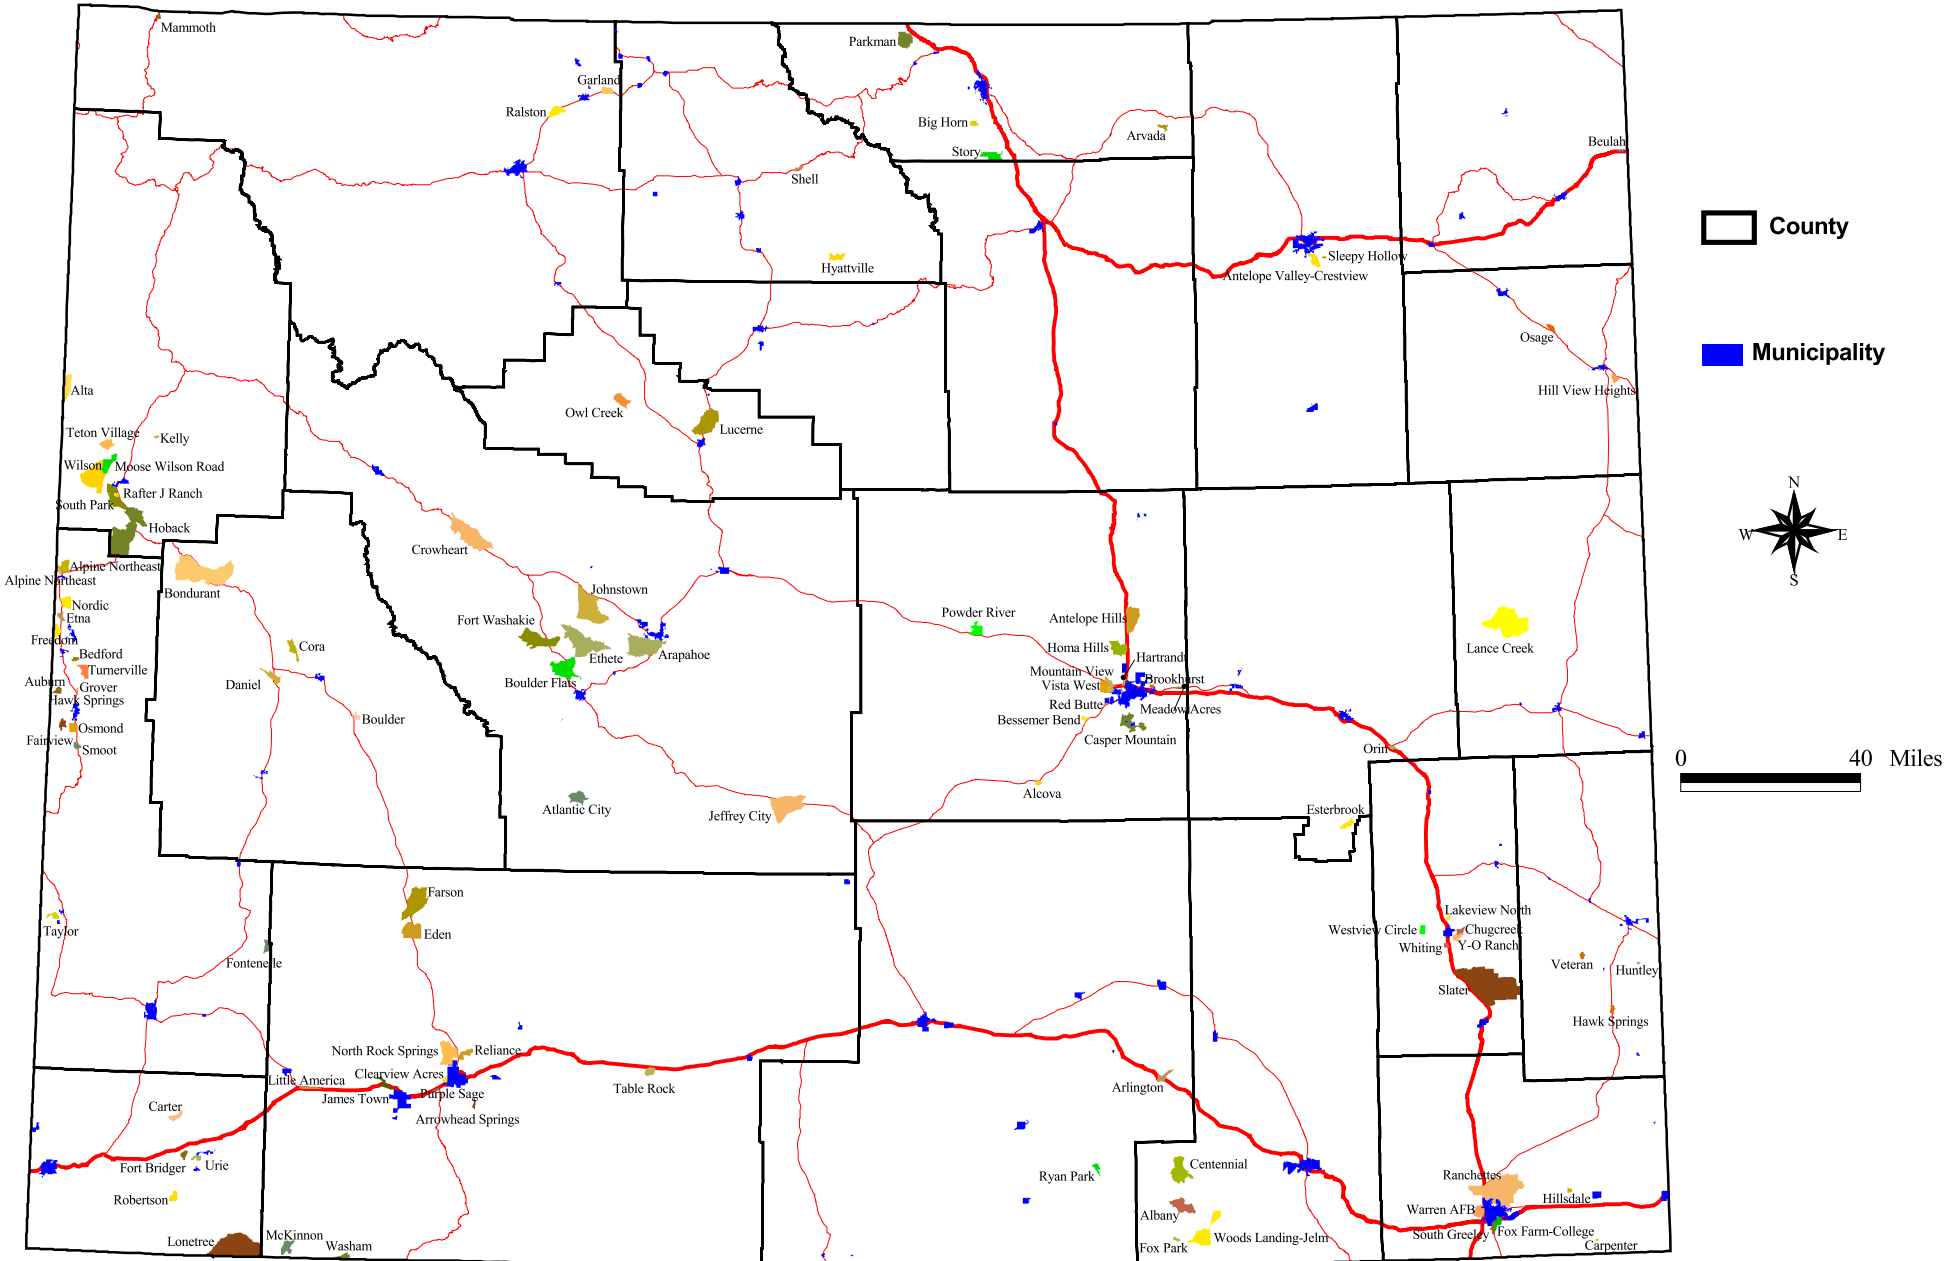 Mammoth
Parkman
Garland
Ralston
Big Horn
Arvada
Story
Beulah
Shell
Hyattville
Sleepy Hollow
Antelope Valley-Crestview
County
Municipality
Osage
Hill View Heights
Alta
Owl Creek
Lucerne
Teton Village
Kelly
Wilson
Moose Wilson Road
Rafter J Ranch
South Park
Hoback
N
W
E
S
Crowheart
Alpine Northeast
Alpine Northeast
Bondurant
Johnstown
Nordic
Etna
Fort Washakie
Powder River
Antelope Hills
Freedom
Cora
Homa Hills
Lance Creek
Bedford
Ethete
Arapahoe
Hartrandt
Turnerville
Mountain View
Auburn
Grover
Daniel
Boulder Flats
Vista West
Brookhurst
Hawk Springs
Red Butte
Meadow Acres
Boulder
Bessemer Bend
Osmond
Fairview
Smoot
Casper Mountain
Orin
0 40 Miles
Alcova
Atlantic City
Jeffrey City
Esterbrook
Farson
Lakeview North
Taylor
Eden
Westview Circle
Chugcreek
Whiting
Y-O Ranch
Fontenelle
Veteran
Huntley
Slater
Hawk Springs
North Rock Springs
Reliance
Clearview Acres
Little America
Table Rock
Arlington
James Town
Purple Sage
Carter
Arrowhead Springs
Fort Bridger
Urie
Centennial
Ryan Park
Ranchettes
Robertson
Hillsdale
Albany
Warren AFB
Lonetree
McKinnon
Washam
Fox Park
Woods Landing-Jelm
South Greeley
Fox Farm-College
Carpenter